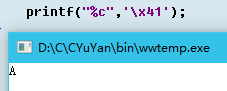 printf("%c",'\x41');
D:\C\CYuYan\bin\wwtemp.exe
A